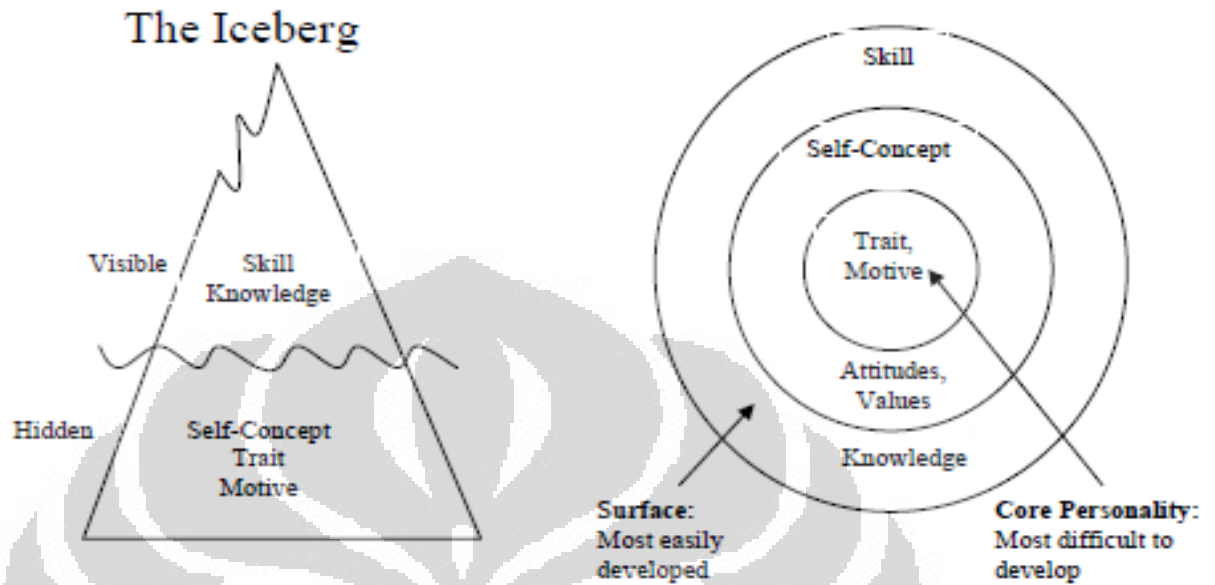 The Iceberg
Visible
Skill
Knowledge
Hidden
Self-Concept
Trait
Motive
Skill
Self-Concept
Trait,
Motive
Attitudes,
Values
Knowledge
Surface:
Most easily
developed
Core Personality:
Most difficult to
develop